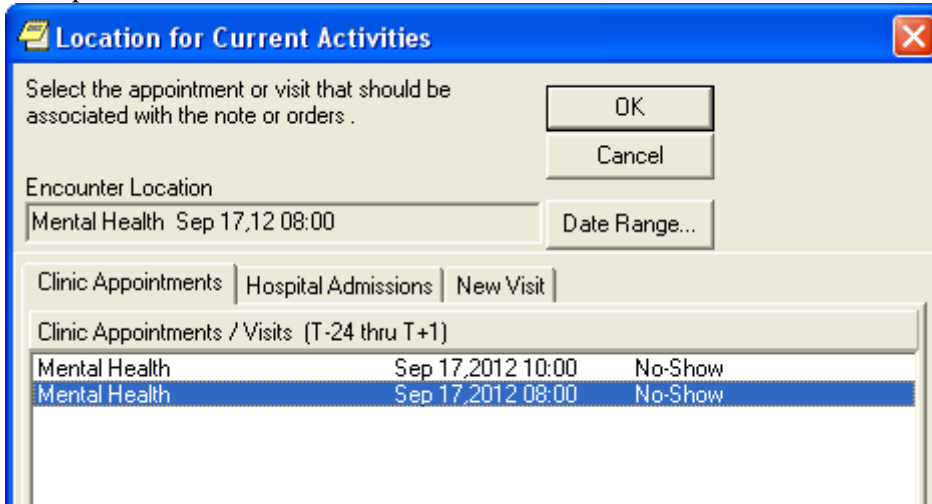 Location for Current Activities
Select the appointment or visit that should be
associated with the note or orders .
OK
Cancel
Encounter Location
Mental Health Sep 17,12 08:00
Date Range...
Clinic Appointments Hospital Admissions New Visit
Clinic Appointments / Visits (T-24 thru T+1)
Mental Health Sep 17,2012 10:00 No-Show
Mental Health Sep 17,2012 08:00 No-Show